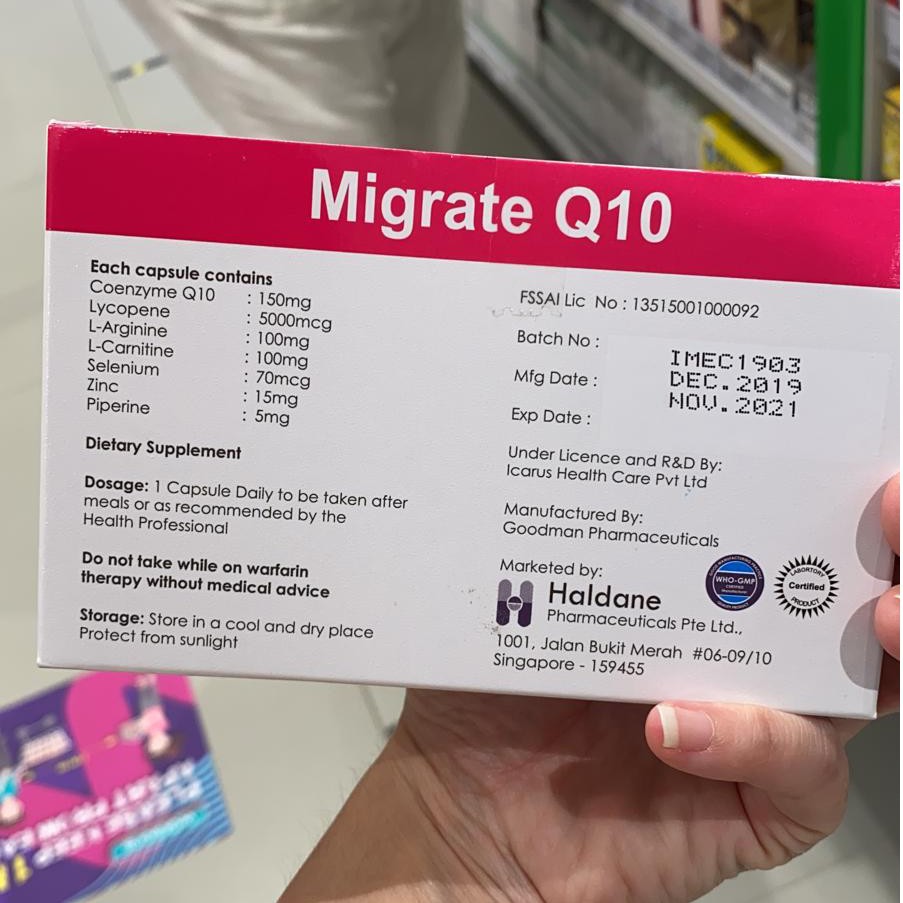 Migrate Q10
Each capsule contains
Coenzyme Q10 : 150mg
Lycopene : 5000mcg
L-Arginine : 100mg
L-Carnitine : 100mg
Selenium : 70mcg
Zinc : 15mg
Piperine : 5mg
Dietary Supplement
Dosage: 1 Capsule Daily to be taken after
meals or as recommended by the
Health Professional
Do not take while on warfarin
therapy without medical advice
Storage: Store in a cool and dry place
Protect from sunlight
FSSAI Lic No : 13515001000092
Batch No : IMEC1903
Mfg Date : DEC.2019
Exp Date : NOV.2021
Under Licence and R&D By:
Icarus Health Care Pvt Ltd
Manufactured By:
Goodman Pharmaceuticals
Marketed by:
Haldane
Pharmaceuticals Pte Ltd.,
1001, Jalan Bukit Merah #06-09/10
Singapore - 159455
WHO-GMP
CERTIFIED
LABORTORY
Certified
PRODUCT
PLEASE KEEP